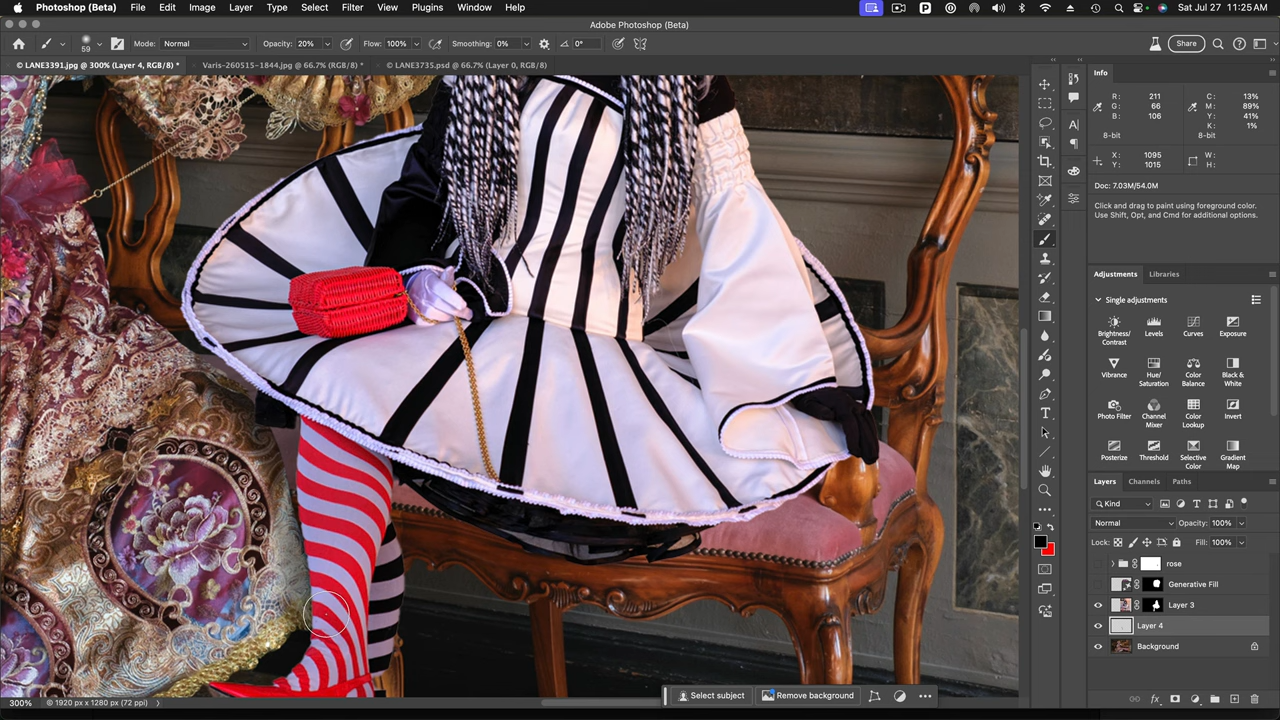 Photoshop (Beta) File Edit Image Layer Type Select Filter View Plugins Window Help Sat Jul 27 11:25 AM
Adobe Photoshop (Beta)
59 Mode: Normal Opacity: 20% Flow: 100% Smoothing: 0% 0° Share
© LANE3391.jpg @ 300% (Layer 4, RGB/8) * Varis-260515-1844.jpg @ 66.7% (RGB/8) * © LANE3735.psd @ 66.7% (Layer 0, RGB/8)
Info
R: 211 C: 13%
G: 66 M: 89%
B: 106 Y: 41%
K: 1%
8-bit 8-bit
X: 1095 W:
Y: 1015 H:
Doc: 7.03M/54.0M
Click and drag to paint using foreground color.
Use Shift, Opt, and Cmd for additional options.
Adjustments Libraries
Single adjustments
Brightness/
Contrast
Levels
Curves
Exposure
Vibrance
Hue/
Saturation
Color
Balance
Black &
White
Photo Filter
Channel
Mixer
Color
Lookup
Invert
Posterize
Threshold
Selective
Color
Gradient
Map
Layers Channels Paths
Kind
Normal Opacity: 100%
Lock: Fill: 100%
rose
Generative Fill
Layer 3
Layer 4
Background
Select subject Remove background
300% © 1920 px x 1280 px (72 ppi)